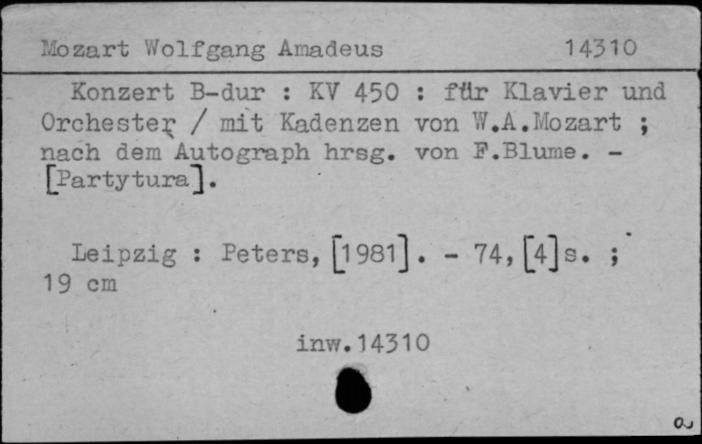 Mozart Wolfgang Amadeus 14310
Konzert B-dur : KV 450 : für Klavier und
Orchester / mit Kadenzen von W.A.Mozart ;
nach dem Autograph hrsg. von F.Blume. -
[Partytura].
Leipzig : Peters, [1981]. - 74, [4]s. ;
19 cm
inw.14310